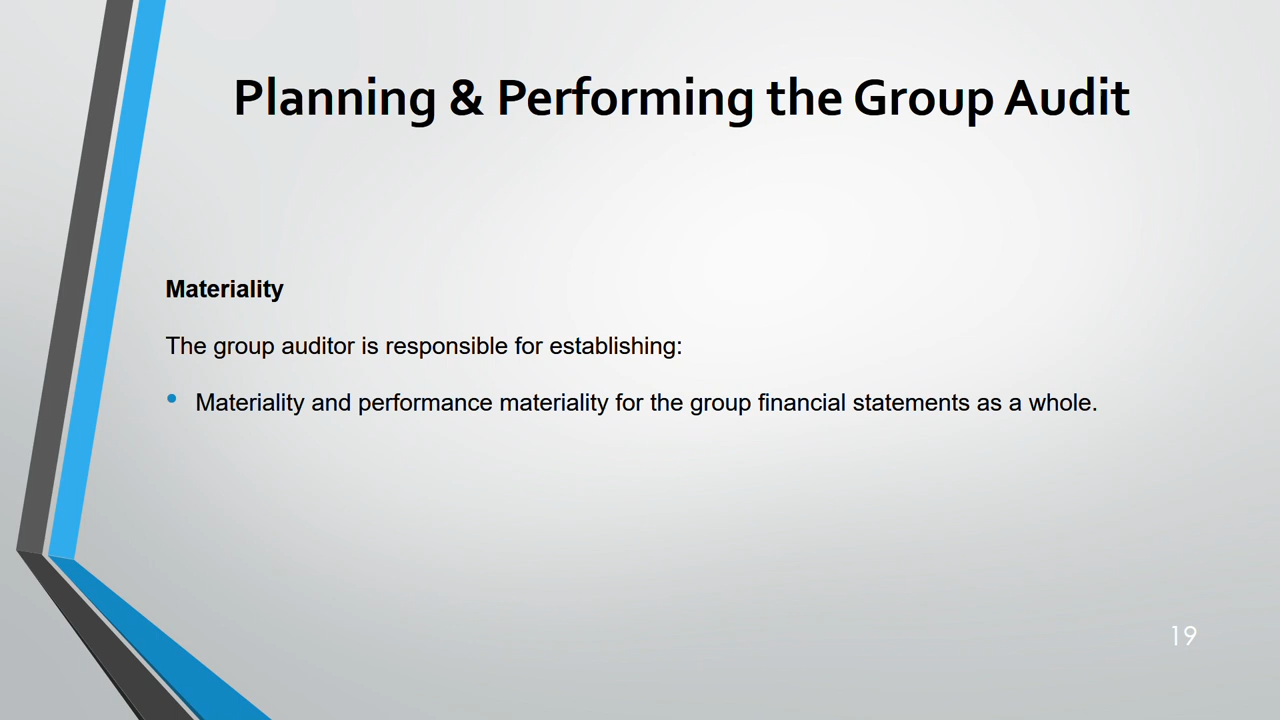 Planning & Performing the Group Audit
Materiality
The group auditor is responsible for establishing:
• Materiality and performance materiality for the group financial statements as a whole.
19